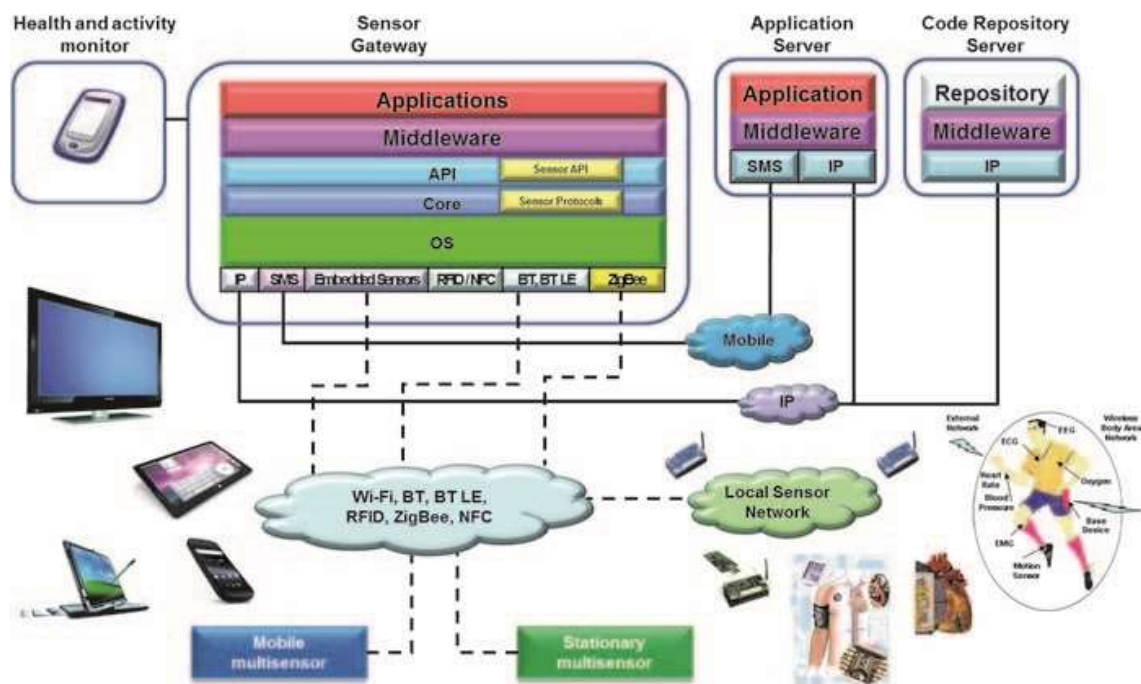 Health and activity
monitor
Sensor
Gateway
Application
Server
Code Repository
Server
Applications
Middleware
API
Sensor API
Core
Sensor Protocols
OS
IP
SMS
Embedded Sensors
RFID / NFC
BT, BT LE
ZigBee
Application
Middleware
SMS
IP
Repository
Middleware
IP
Mobile
IP
Wi-Fi, BT, BT LE,
RFID, ZigBee, NFC
Local Sensor
Network
External
Network
Wireless
Body Area
Network
EEG
ECG
Heart
Rate
Oxygen
Blood
Pressure
Base
Device
EMG
Motion
Sensor
Mobile
multisensor
Stationary
multisensor